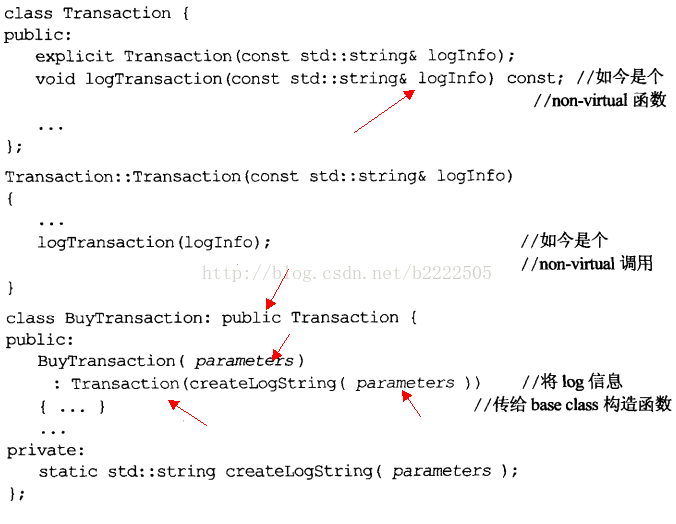 class Transaction {
public:
explicit Transaction(const std::string& logInfo);
void logTransaction(const std::string& logInfo) const; //如今是个
//non-virtual 函数
...
};
Transaction::Transaction(const std::string& logInfo)
{
...
logTransaction(logInfo); //如今是个
//non-virtual 调用
http://blog.csdn.net/b2222505
}
class BuyTransaction: public Transaction {
public:
BuyTransaction( parameters )
: Transaction(createLogString( parameters )) //将 log 信息
{ ... } //传给 base class 构造函数
...
private:
static std::string createLogString( parameters );
};